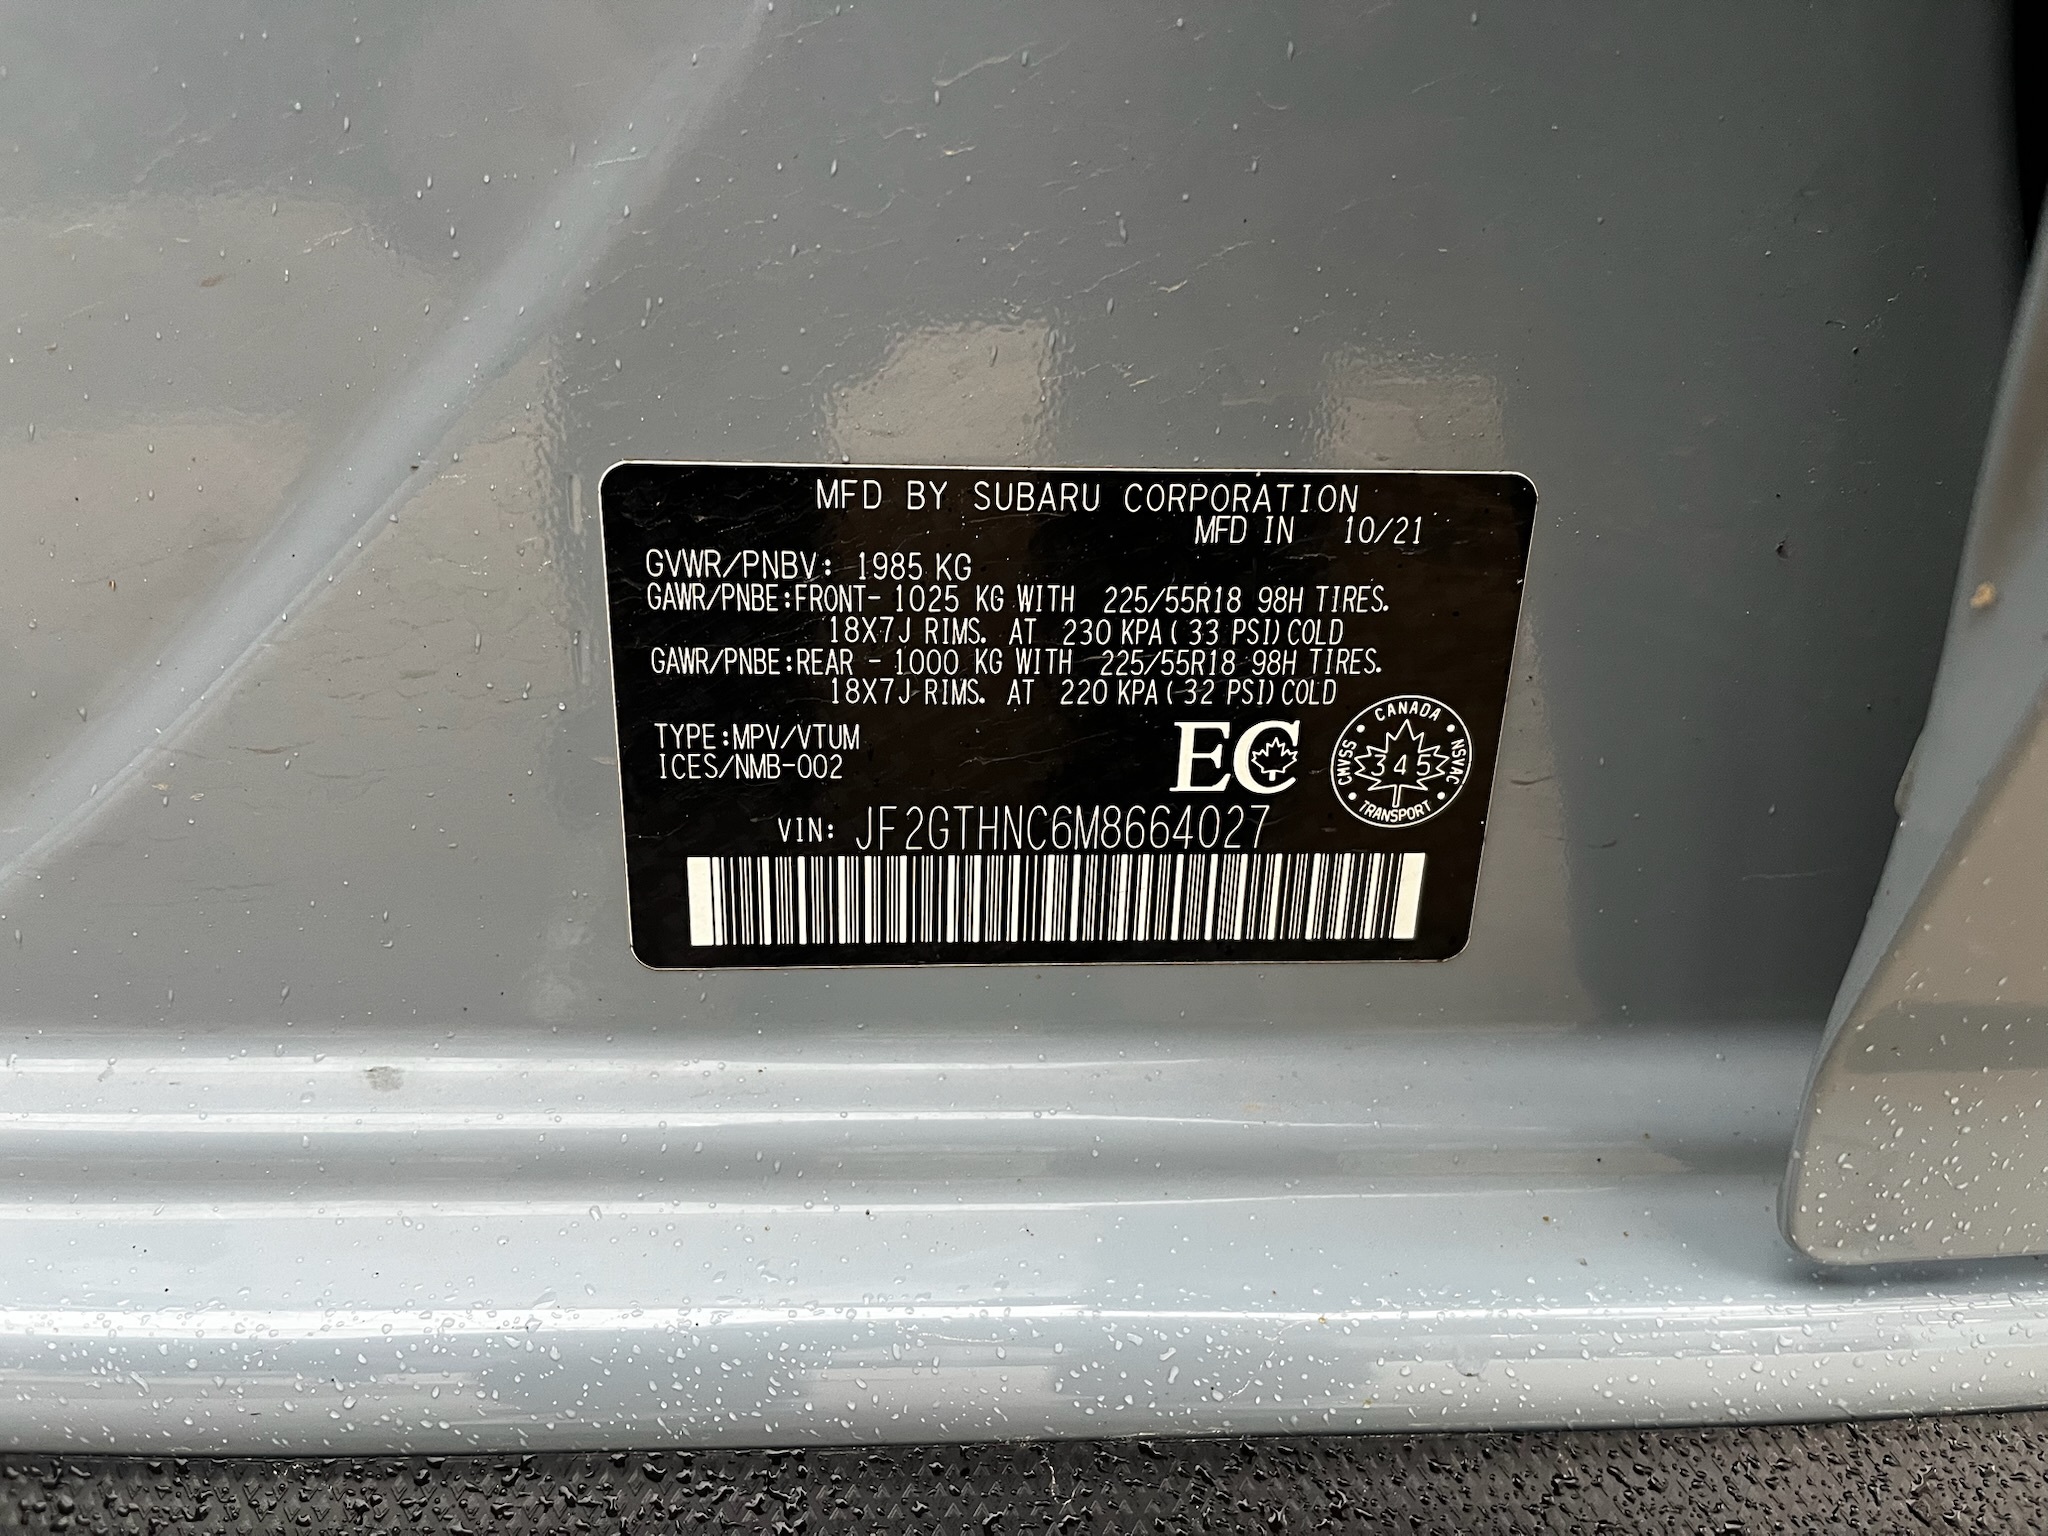 MFD BY SUBARU CORPORATION
MFD IN 10/21
GVWR/PNBV: 1985 KG
GAWR/PNBE:FRONT- 1025 KG WITH 225/55R18 98H TIRES.
18X7J RIMS. AT 230 KPA(33 PSI)COLD
GAWR/PNBE:REAR - 1000 KG WITH 225/55R18 98H TIRES.
18X7J RIMS. AT 220 KPA(32 PSI)COLD
TYPE:MPV/VTUM
ICES/NMB-002
EC
CANADA
CMVSS
345
NSVAC
TRANSPORT
VIN: JF2GTHNC6M8664027